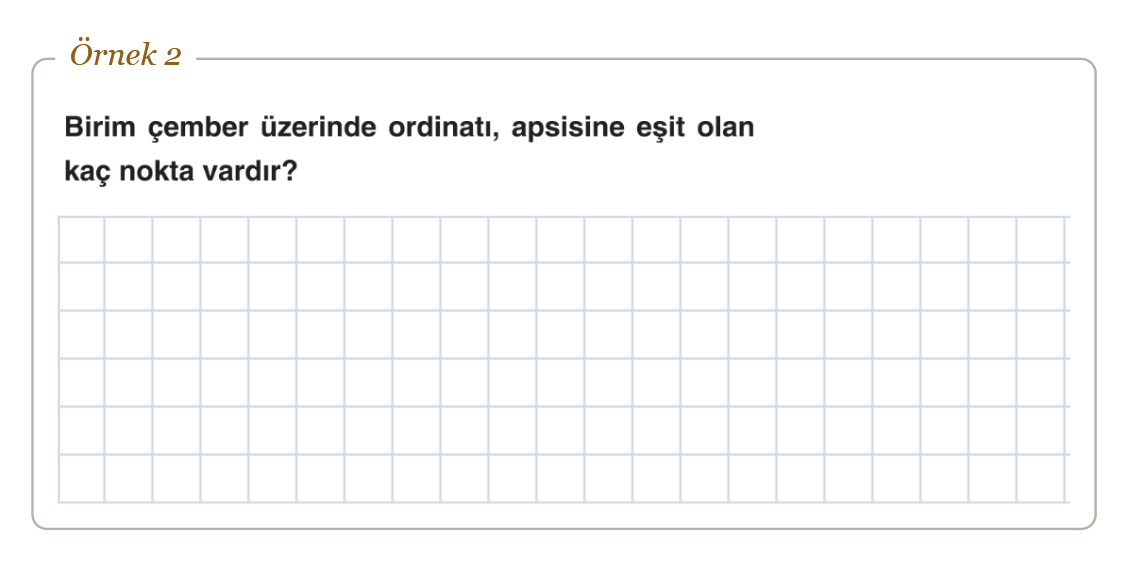 Örnek 2
Birim çember üzerinde ordinatı, apsisine eşit olan
kaç nokta vardır?